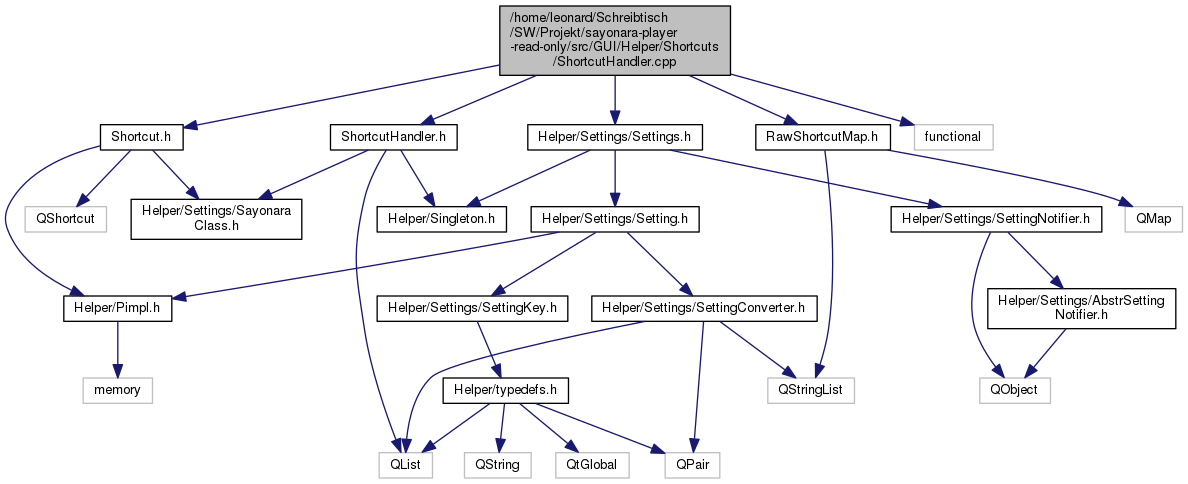 /home/leonard/Schreibtisch
/SW/Projekt/sayonara-player
-read-only/src/GUI/Helper/Shortcuts
/ShortcutHandler.cpp
Shortcut.h
ShortcutHandler.h
Helper/Settings/Settings.h
RawShortcutMap.h
functional
QShortcut
Helper/Settings/Sayonara
Class.h
Helper/Singleton.h
Helper/Settings/Setting.h
Helper/Settings/SettingNotifier.h
QMap
Helper/Pimpl.h
Helper/Settings/SettingKey.h
Helper/Settings/SettingConverter.h
Helper/Settings/AbstrSetting
Notifier.h
memory
Helper/typedefs.h
QStringList
QObject
QList
QString
QtGlobal
QPair